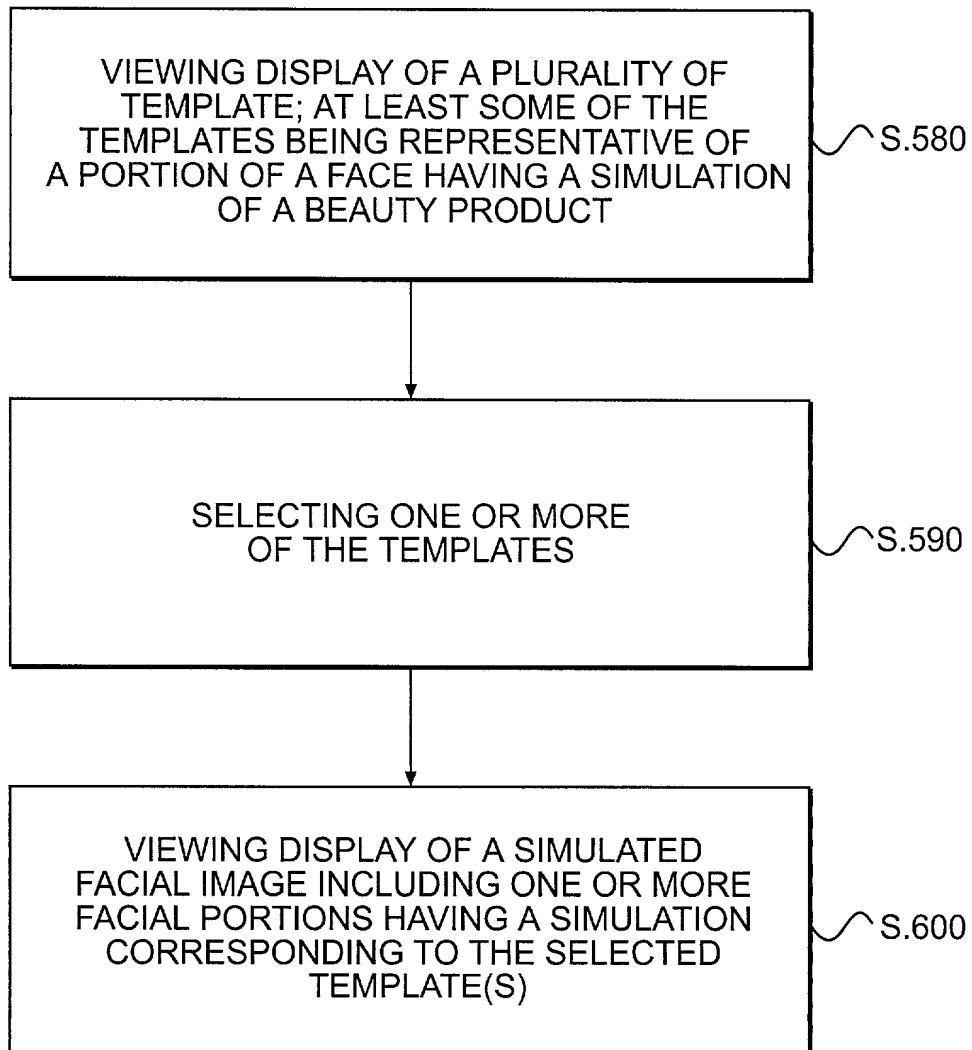 VIEWING DISPLAY OF A PLURALITY OF
TEMPLATE; AT LEAST SOME OF THE
TEMPLATES BEING REPRESENTATIVE OF
A PORTION OF A FACE HAVING A SIMULATION
OF A BEAUTY PRODUCT
S.580
SELECTING ONE OR MORE
OF THE TEMPLATES
S.590
VIEWING DISPLAY OF A SIMULATED
FACIAL IMAGE INCLUDING ONE OR MORE
FACIAL PORTIONS HAVING A SIMULATION
CORRESPONDING TO THE SELECTED
TEMPLATE(S)
S.600